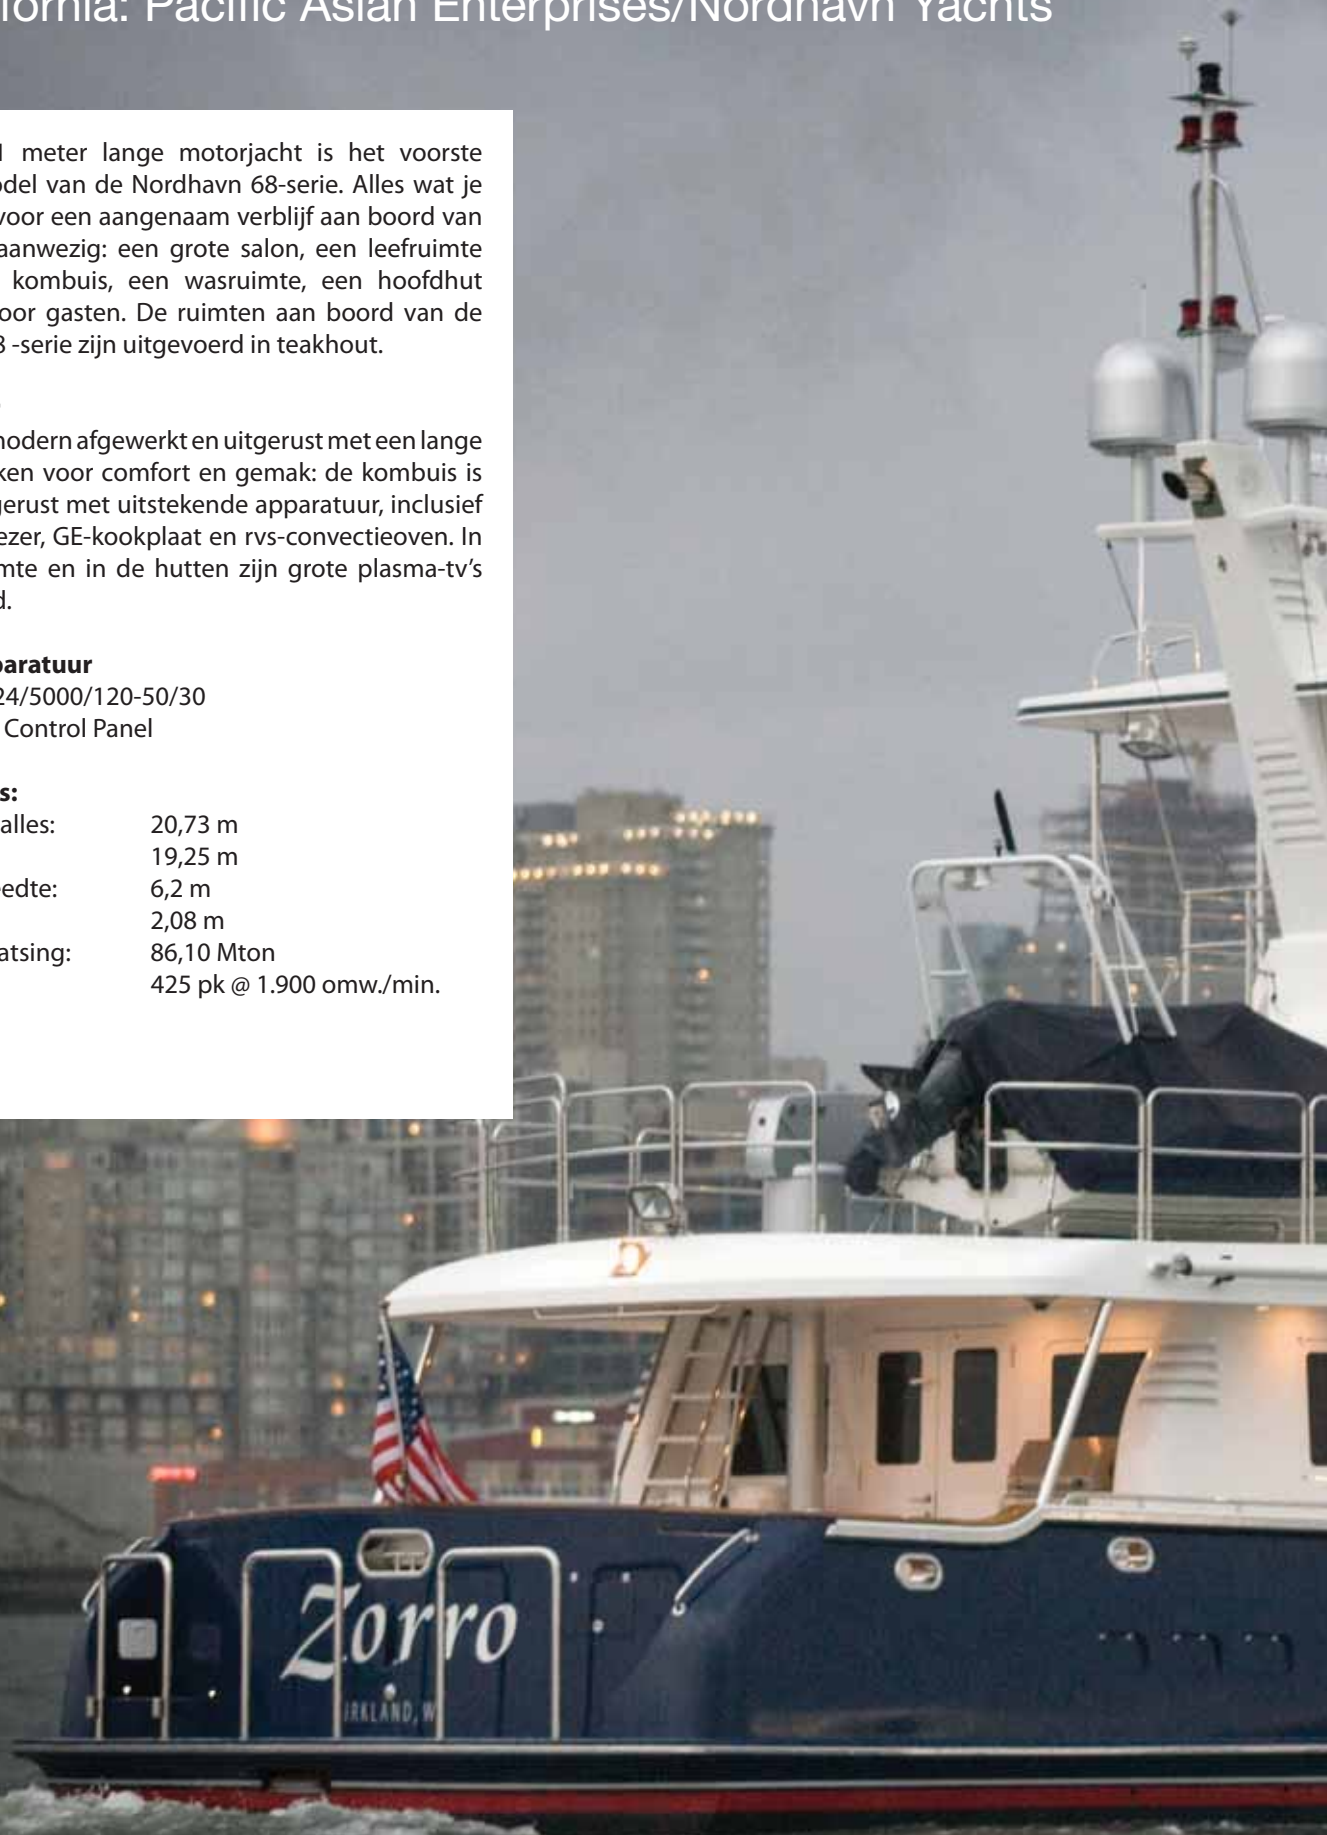 fornia: Pacific Asian Enterprises/Nordhavn Yachts
meter lange motorjacht is het voorste
del van de Nordhavn 68-serie. Alles wat je
voor een aangenaam verblijf aan boord van
aanwezig: een grote salon, een leefruimte
kombuis, een wasruimte, een hoofdhut
oor gasten. De ruimten aan boord van de
-serie zijn uitgevoerd in teakhout.
odern afgewerkt en uitgerust met een lange
ken voor comfort en gemak: de kombuis is
gerust met uitstekende apparatuur, inclusief
ezer, GE-kookplaat en rvs-convectieoven. In
mte en in de hutten zijn grote plasma-tv’s
d.
paratuur
24/5000/120-50/30
Control Panel
s:
alles: 20,73 m
19,25 m
edte: 6,2 m
2,08 m
atsing: 86,10 Mton
425 pk @ 1.900 omw./min.
Zorro
IRKLAND, W